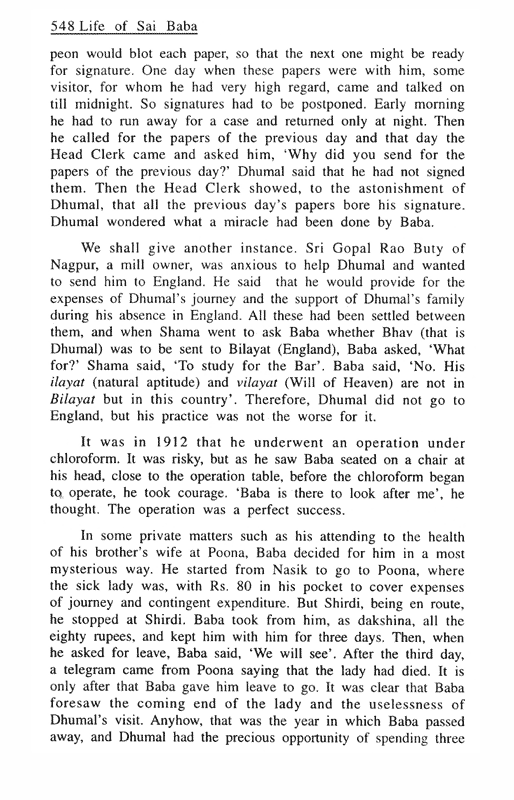 548 Life of Sai Baba
peon would blot each paper, so that the next one might be ready
for signature. One day when these papers were with him, some
visitor, for whom he had very high regard, came and talked on
till midnight. So signatures had to be postponed. Early morning
he had to run away for a case and returned only at night. Then
he called for the papers of the previous day and that day the
Head Clerk came and asked him, ‘Why did you send for the
papers of the previous day?’ Dhumal said that he had not signed
them. Then the Head Clerk showed, to the astonishment of
Dhumal, that all the previous day’s papers bore his signature.
Dhumal wondered what a miracle had been done by Baba.
We shall give another instance. Sri Gopal Rao Buty of
Nagpur, a mill owner, was anxious to help Dhumal and wanted
to send him to England. He said that he would provide for the
expenses of Dhumal’s journey and the support of Dhumal’s family
during his absence in England. All these had been settled between
them, and when Shama went to ask Baba whether Bhav (that is
Dhumal) was to be sent to Bilayat (England), Baba asked, ‘What
for?’ Shama said, ‘To study for the Bar’. Baba said, ‘No. His
ilayat (natural aptitude) and vilayat (Will of Heaven) are not in
Bilayat but in this country’. Therefore, Dhumal did not go to
England, but his practice was not the worse for it.
It was in 1912 that he underwent an operation under
chloroform. It was risky, but as he saw Baba seated on a chair at
his head, close to the operation table, before the chloroform began
to operate, he took courage. ‘Baba is there to look after me’, he
thought. The operation was a perfect success.
In some private matters such as his attending to the health
of his brother’s wife at Poona, Baba decided for him in a most
mysterious way. He started from Nasik to go to Poona, where
the sick lady was, with Rs. 80 in his pocket to cover expenses
of journey and contingent expenditure. But Shirdi, being en route,
he stopped at Shirdi. Baba took from him, as dakshina, all the
eighty rupees, and kept him with him for three days. Then, when
he asked for leave, Baba said, ‘We will see’. After the third day,
a telegram came from Poona saying that the lady had died. It is
only after that Baba gave him leave to go. It was clear that Baba
foresaw the coming end of the lady and the uselessness of
Dhumal’s visit. Anyhow, that was the year in which Baba passed
away, and Dhumal had the precious opportunity of spending three